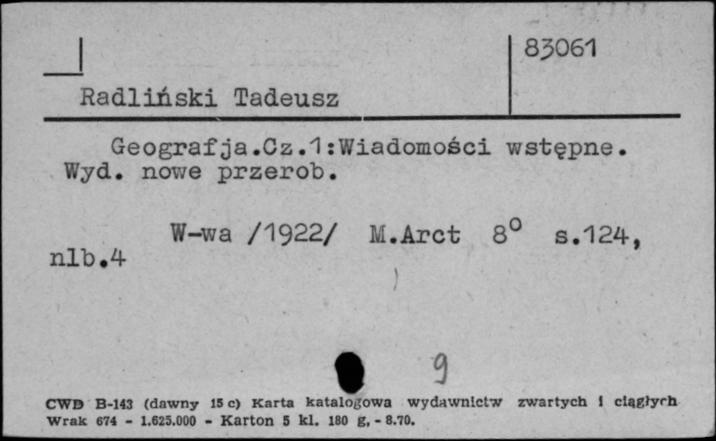 83061
Radliński Tadeusz
Geografja.Cz.1:Wiadomości wstępne.
Wyd. nowe przerob.
W-wa /1922/ M.Arct 8° s.124,
nlb.4
9
CWD B-143 (dawny 15 c) Karta katalogowa wydawnictw zwartych i ciągłych
Wrak 674 - 1.625.000 - Karton 5 kl. 180 g. - 8.70.